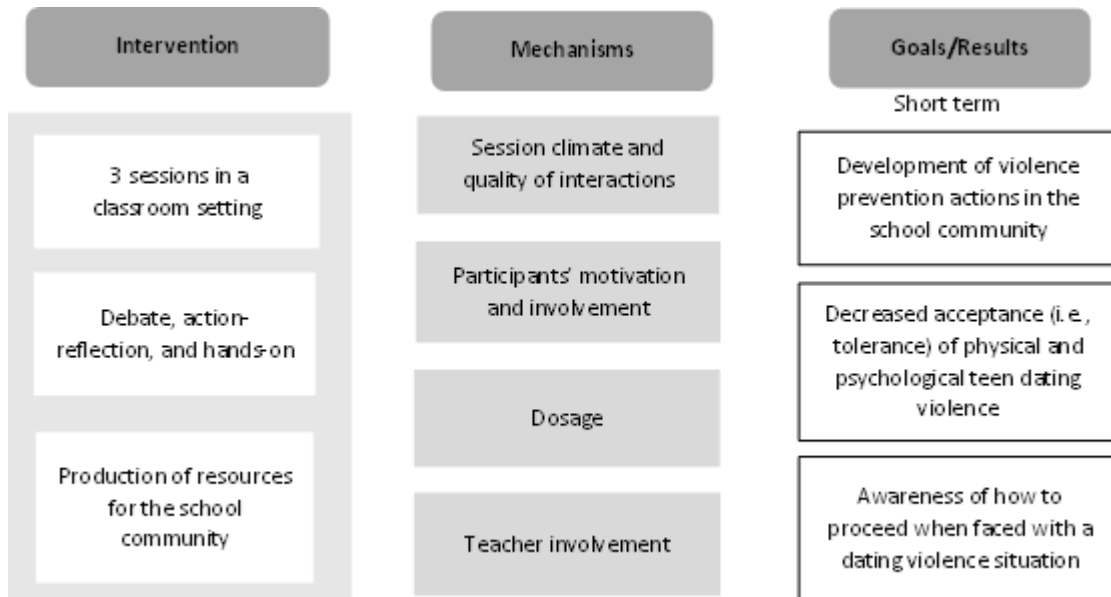 Intervention
3 sessions in a
classroom setting
Debate, action-
reflection, and hands-on
Production of resources
for the school
community
Mechanisms
Session climate and
quality of interactions
Participants' motivation
and involvement
Dosage
Teacher involvement
Goals/Results
Short term
Development of violence
prevention actions in the
school community
Decreased acceptance (i.e.,
tolerance) of physical and
psychological teen dating
violence
Awareness of how to
proceed when faced with a
dating violence situation